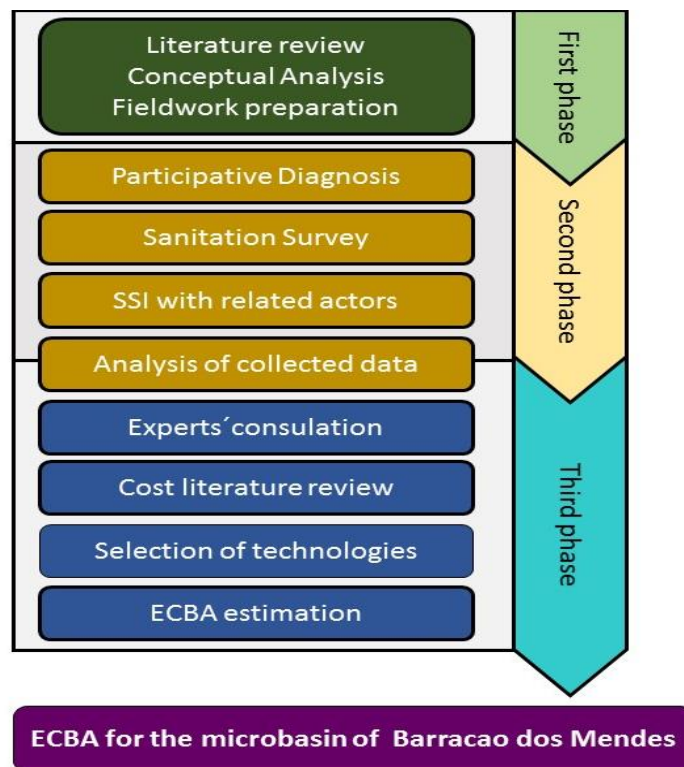 Literature review
Conceptual Analysis
Fieldwork preparation
First phase
Participative Diagnosis
Sanitation Survey
SSI with related actors
Analysis of collected data
Second phase
Experts´consulation
Cost literature review
Selection of technologies
ECBA estimation
Third phase
ECBA for the microbasin of Barracao dos Mendes